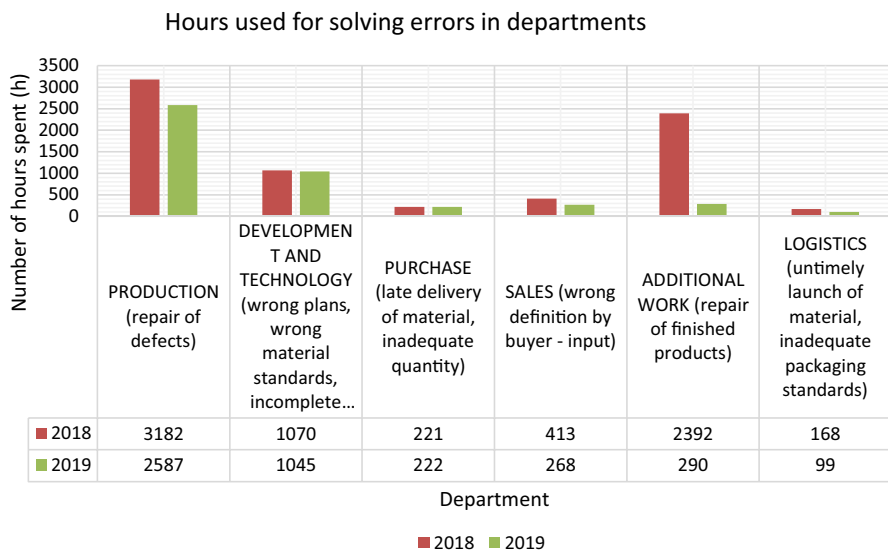 Hours used for solving errors in departments
Number of hours spent (h)
3500
3000
2500
2000
1500
1000
500
0
PRODUCTION
(repair of
defects)
DEVELOPMEN
T AND
TECHNOLOGY
(wrong plans,
wrong
material
standards,
incomplete...
PURCHASE
(late delivery
of material,
inadequate
quantity)
SALES (wrong
definition by
buyer - input)
ADDITIONAL
WORK (repair
of finished
products)
LOGISTICS
(untimely
launch of
material,
inadequate
packaging
standards)
2018 3182 1070 221 413 2392 168
2019 2587 1045 222 268 290 99
Department
2018 2019